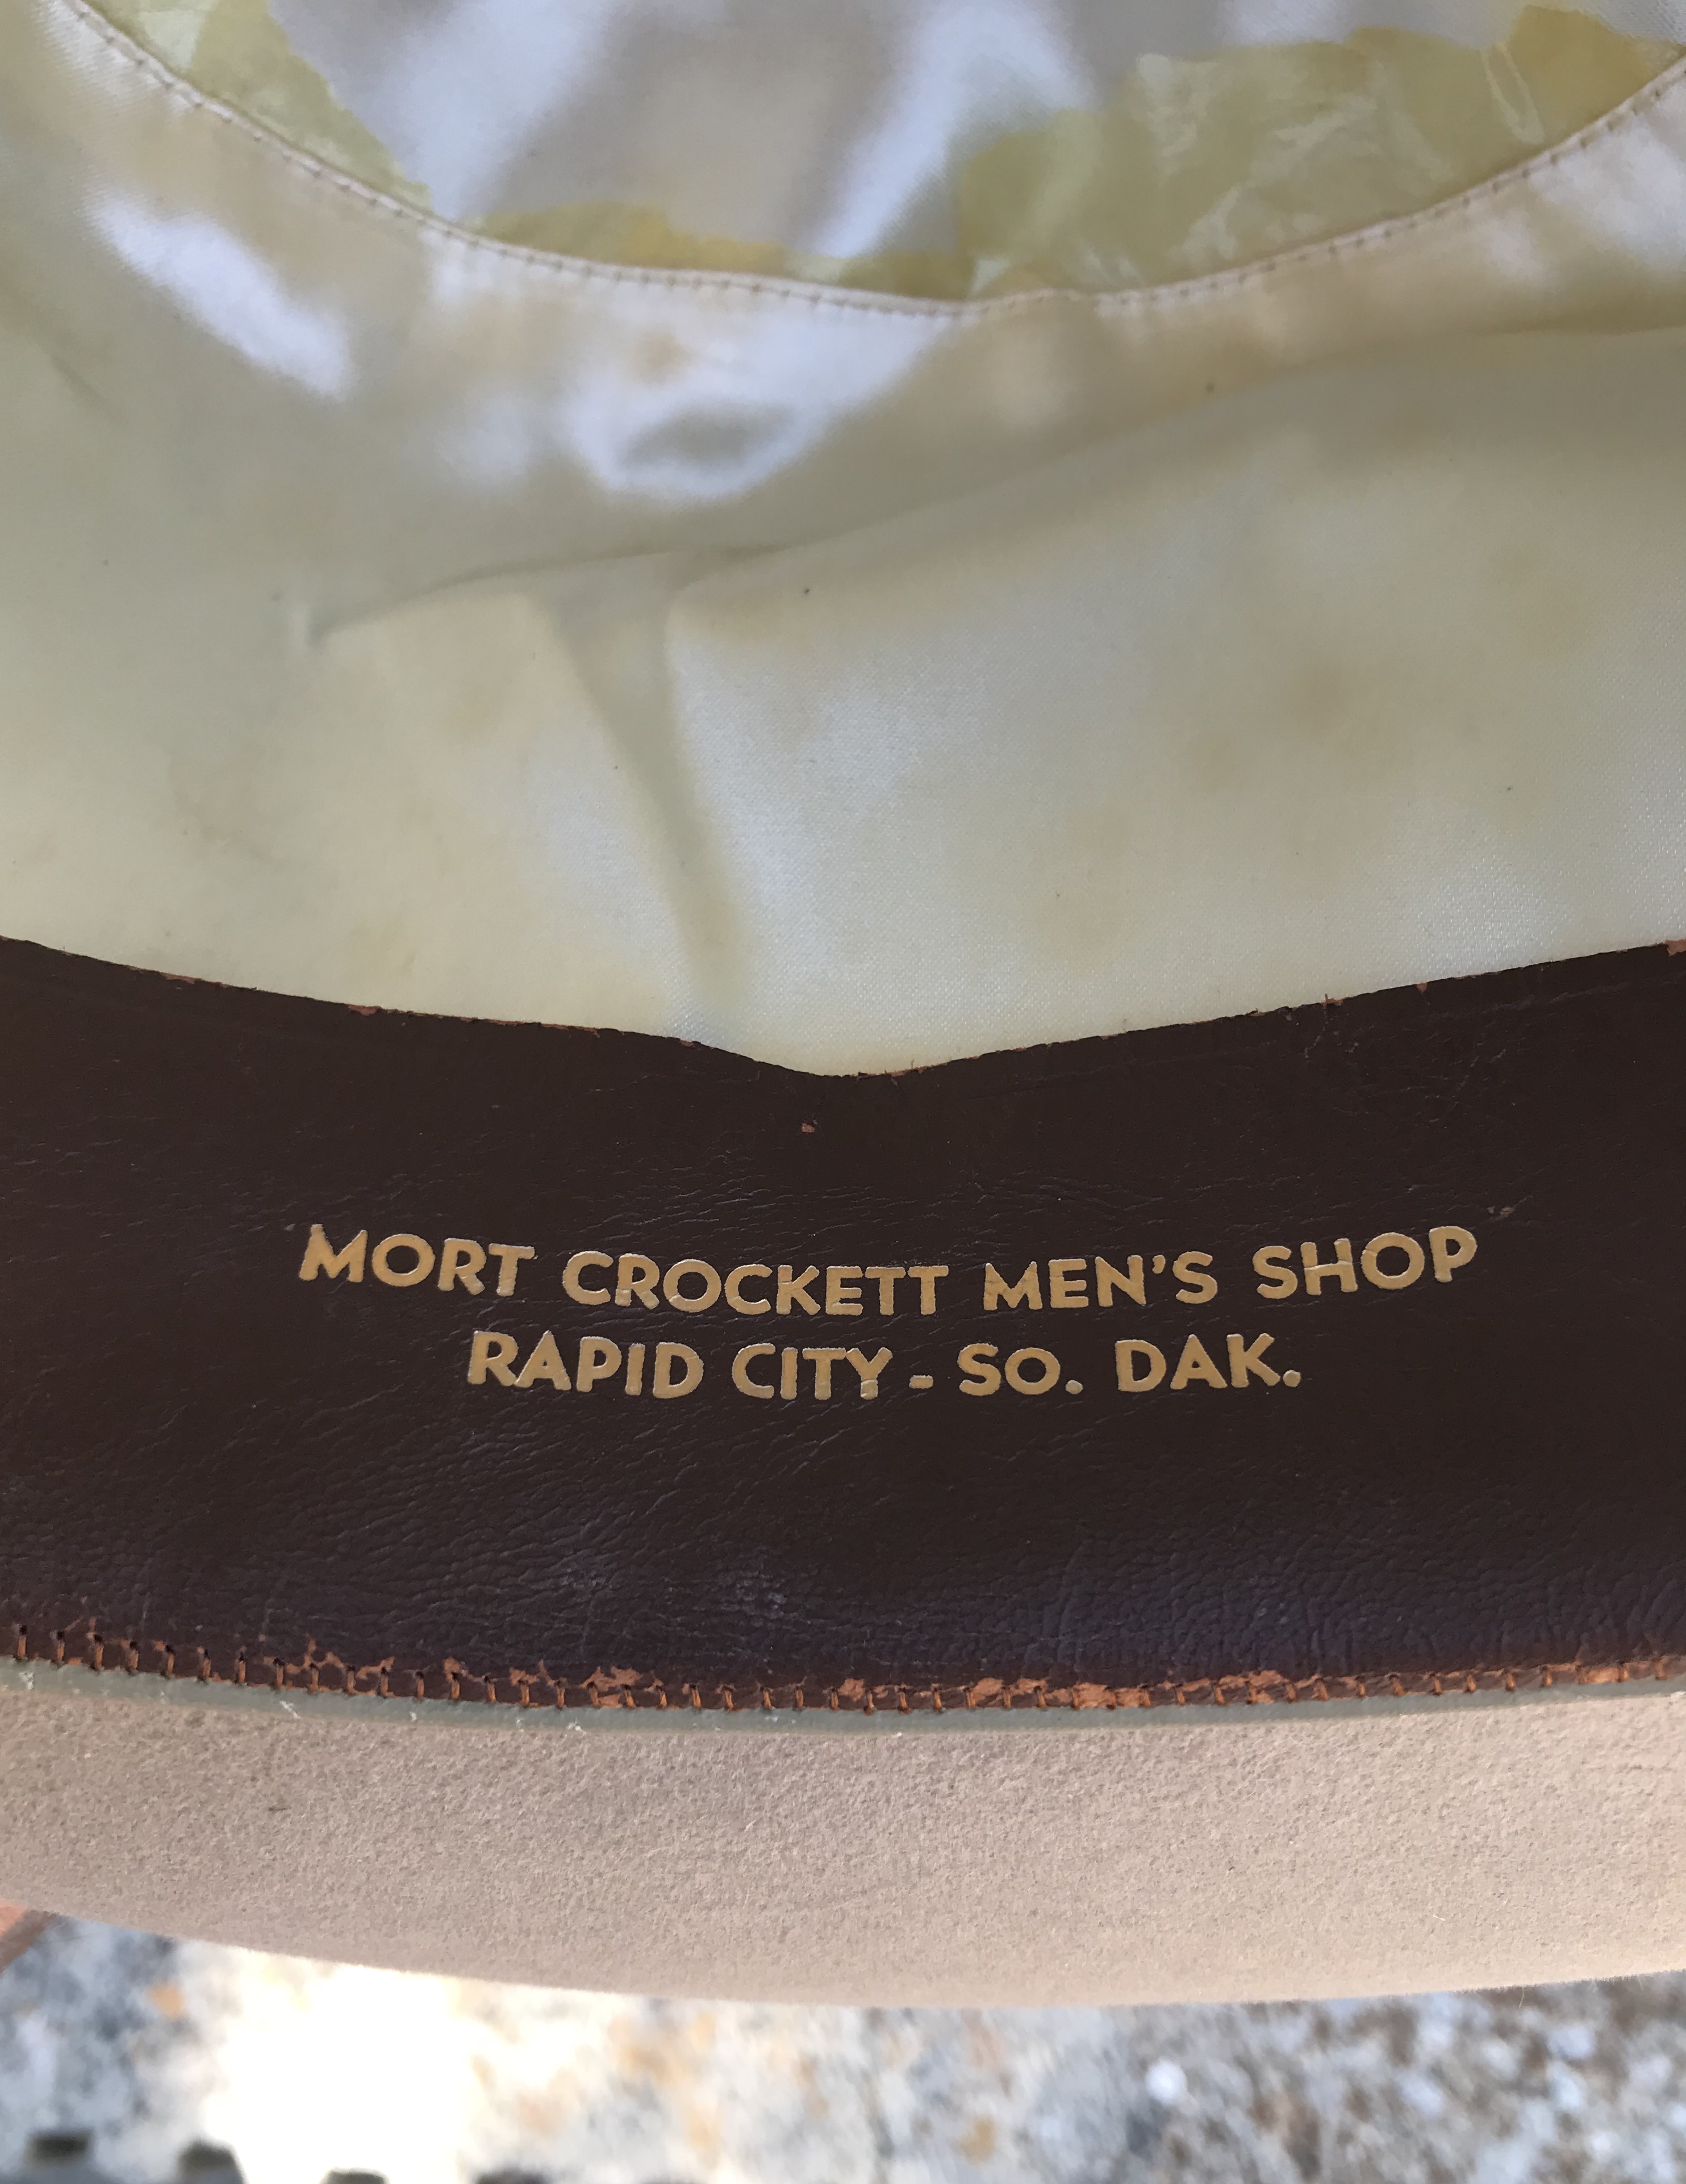 MORT CROCKETT MEN'S SHOP
RAPID CITY - SO. DAK.